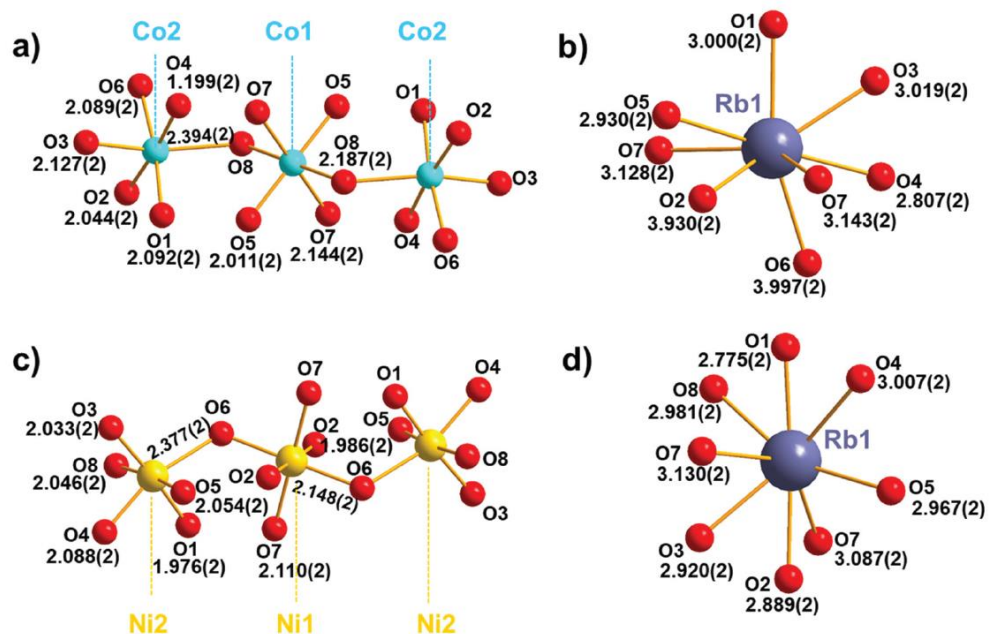 a)
Co2 Co1 Co2
O6 2.089(2)
O4 1.199(2)
O3 2.127(2)
2.394(2)
O2 2.044(2)
O1 2.092(2)
O8
O7
O5
O8 2.187(2)
O5 2.011(2)
O7 2.144(2)
O1
O2
O3
O4
O6
b)
O1 3.000(2)
O3 3.019(2)
Rb1
O5 2.930(2)
O7 3.128(2)
O2 3.930(2)
O7 3.143(2)
O4 2.807(2)
O6 3.997(2)
c)
O3 2.033(2)
2.377(2)
O6
O8 2.046(2)
O5 2.054(2)
O4 2.088(2)
O1 1.976(2)
O7
O2 1.986(2)
O2
2.148(2)
O6
O7 2.110(2)
O1
O4
O5
O8
O3
Ni2 Ni1 Ni2
d)
O1 2.775(2)
O4 3.007(2)
O8 2.981(2)
Rb1
O7 3.130(2)
O5 2.967(2)
O3 2.920(2)
O7 3.087(2)
O2 2.889(2)